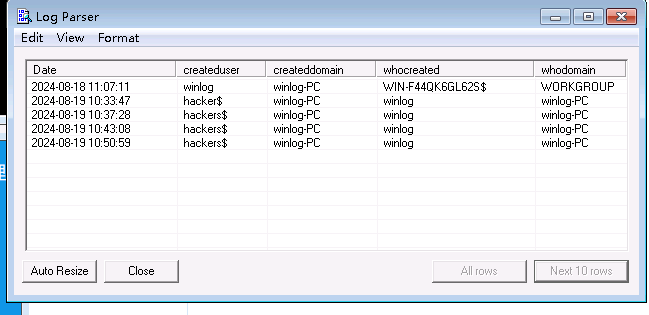 Log Parser
Edit View Format
Date createduser createddomain whocreated whodomain
2024-08-18 11:07:11 winlog winlog-PC WIN-F44QK6GL62S$ WORKGROUP
2024-08-19 10:33:47 hacker$ winlog-PC winlog winlog-PC
2024-08-19 10:37:28 hackers$ winlog-PC winlog winlog-PC
2024-08-19 10:43:08 hackers$ winlog-PC winlog winlog-PC
2024-08-19 10:50:59 hackers$ winlog-PC winlog winlog-PC
Auto Resize Close All rows Next 10 rows